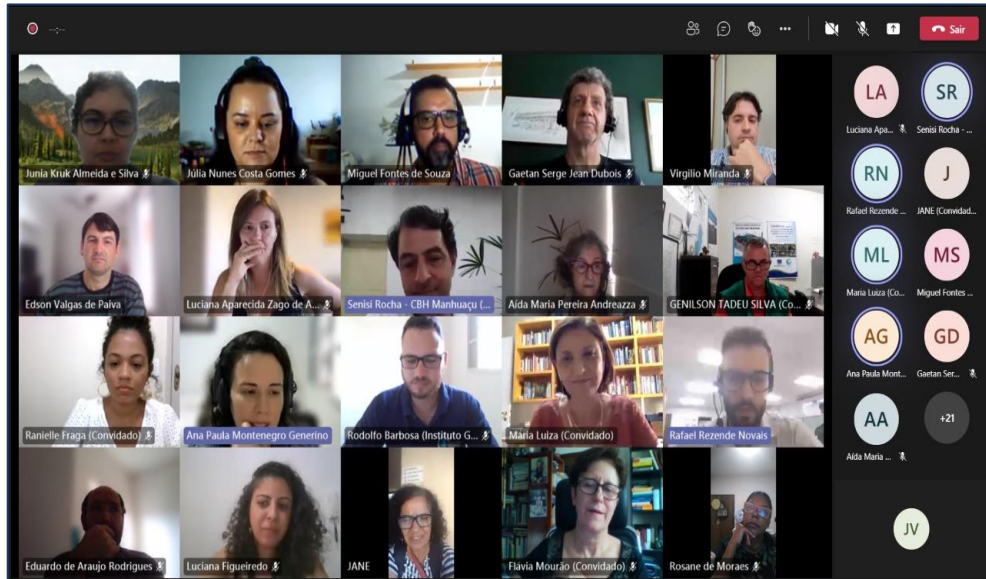 --:--
Sair
Junia Kruk Almeida e Silva
Júlia Nunes Costa Gomes
Miguel Fontes de Souza
Gaetan Serge Jean Dubois
Virgilio Miranda
Edson Valgas de Paiva
Luciana Aparecida Zago de A...
Senisi Rocha - CBH Manhuaçu (...
Aída Maria Pereira Andreazza
GENILSON TADEU SILVA (Co...
Ranielle Fraga (Convidado)
Ana Paula Montenegro Generino
Rodolfo Barbosa (Instituto G...
Maria Luiza (Convidado)
Rafael Rezende Novais
Eduardo de Araujo Rodrigues
Luciana Figueiredo
JANE
Flávia Mourão (Convidado)
Rosane de Moraes
LA
Luciana Apa...
SR
Senisi Rocha - ...
RN
Rafael Rezende ...
J
JANE (Convidad...
ML
Maria Luiza (Co...
MS
Miguel Fontes ...
AG
Ana Paula Mont...
GD
Gaetan Ser...
AA
Aída Maria ...
+21
JV